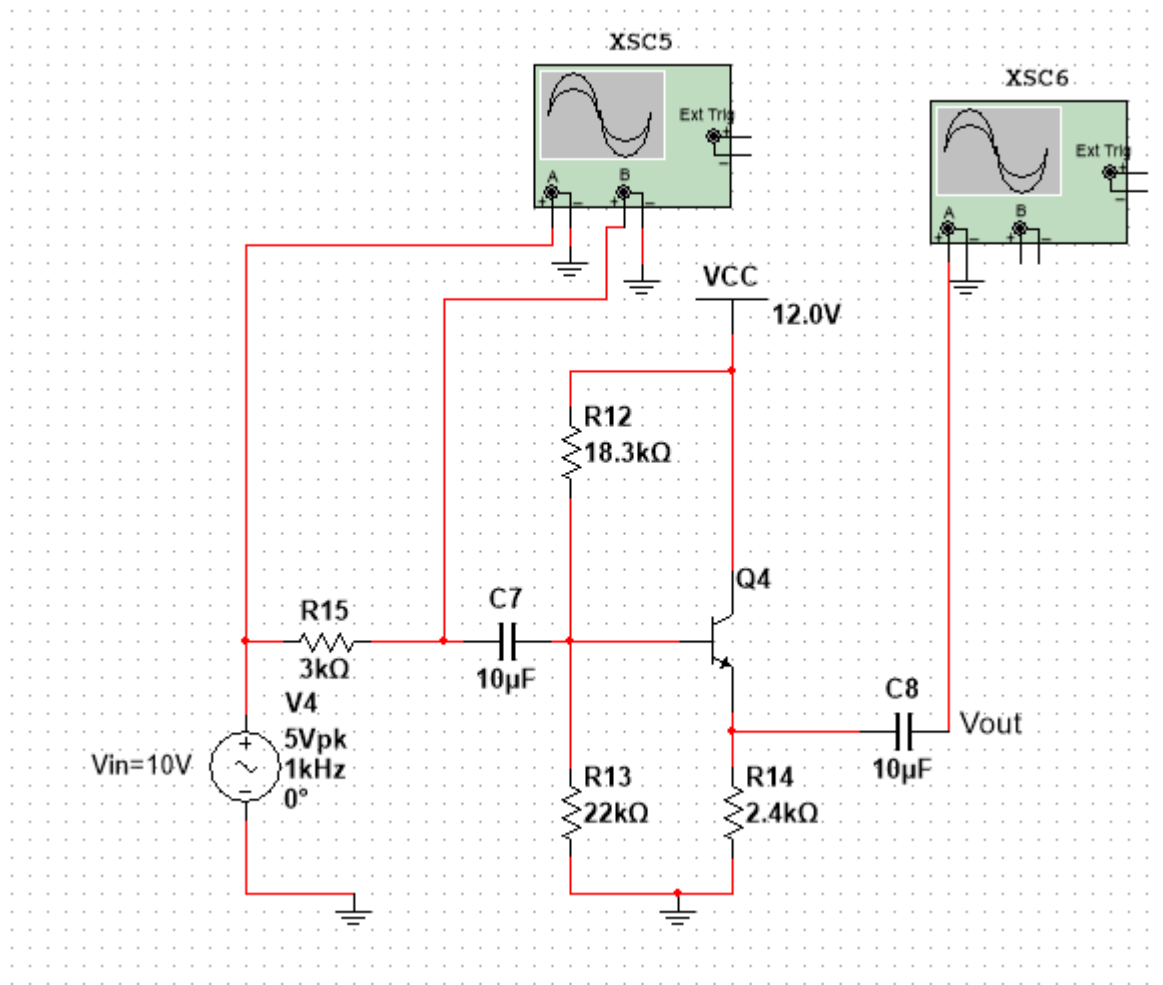 XSC5
XSC6
Ext Trig
Ext Trig
A
B
A
B
VCC
12.0V
R12
18.3kΩ
Q4
R15
3kΩ
C7
10µF
V4
5Vpk
1kHz
0°
Vin=10V
C8
10µF
Vout
R13
22kΩ
R14
2.4kΩ